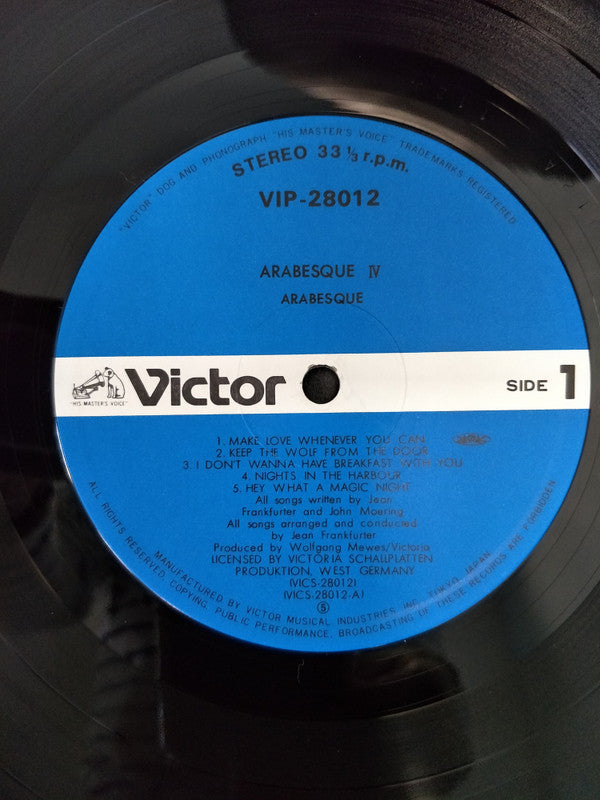 "VICTOR" DOG AND PHONOGRAPH "HIS MASTER'S VOICE" TRADEMARKS REGISTERED
STEREO 33 1/3 r.p.m.
VIP-28012
ARABESQUE IV
ARABESQUE
"HIS MASTER'S VOICE"
Victor
SIDE 1
1. MAKE LOVE WHENEVER YOU CAN
2. KEEP THE WOLF FROM THE DOOR
3. I DON'T WANNA HAVE BREAKFAST WITH YOU
4. NIGHTS IN THE HARBOUR
5. HEY WHAT A MAGIC NIGHT
All songs written by Jean
Frankfurter and John Moering
All songs arranged and conducted
by Jean Frankfurter
Produced by Wolfgang Mewes/Victoria
LICENSED BY VICTORIA SCHALLPLATTEN
PRODUKTION, WEST GERMANY
(VICS-28012)
(VICS-28012-A)
5
MANUFACTURED BY VICTOR MUSICAL INDUSTRIES INC. TOKYO JAPAN
ALL RIGHTS RESERVED. COPYING, PUBLIC PERFORMANCE, BROADCASTING OF THESE RECORDS ARE FORBIDDEN